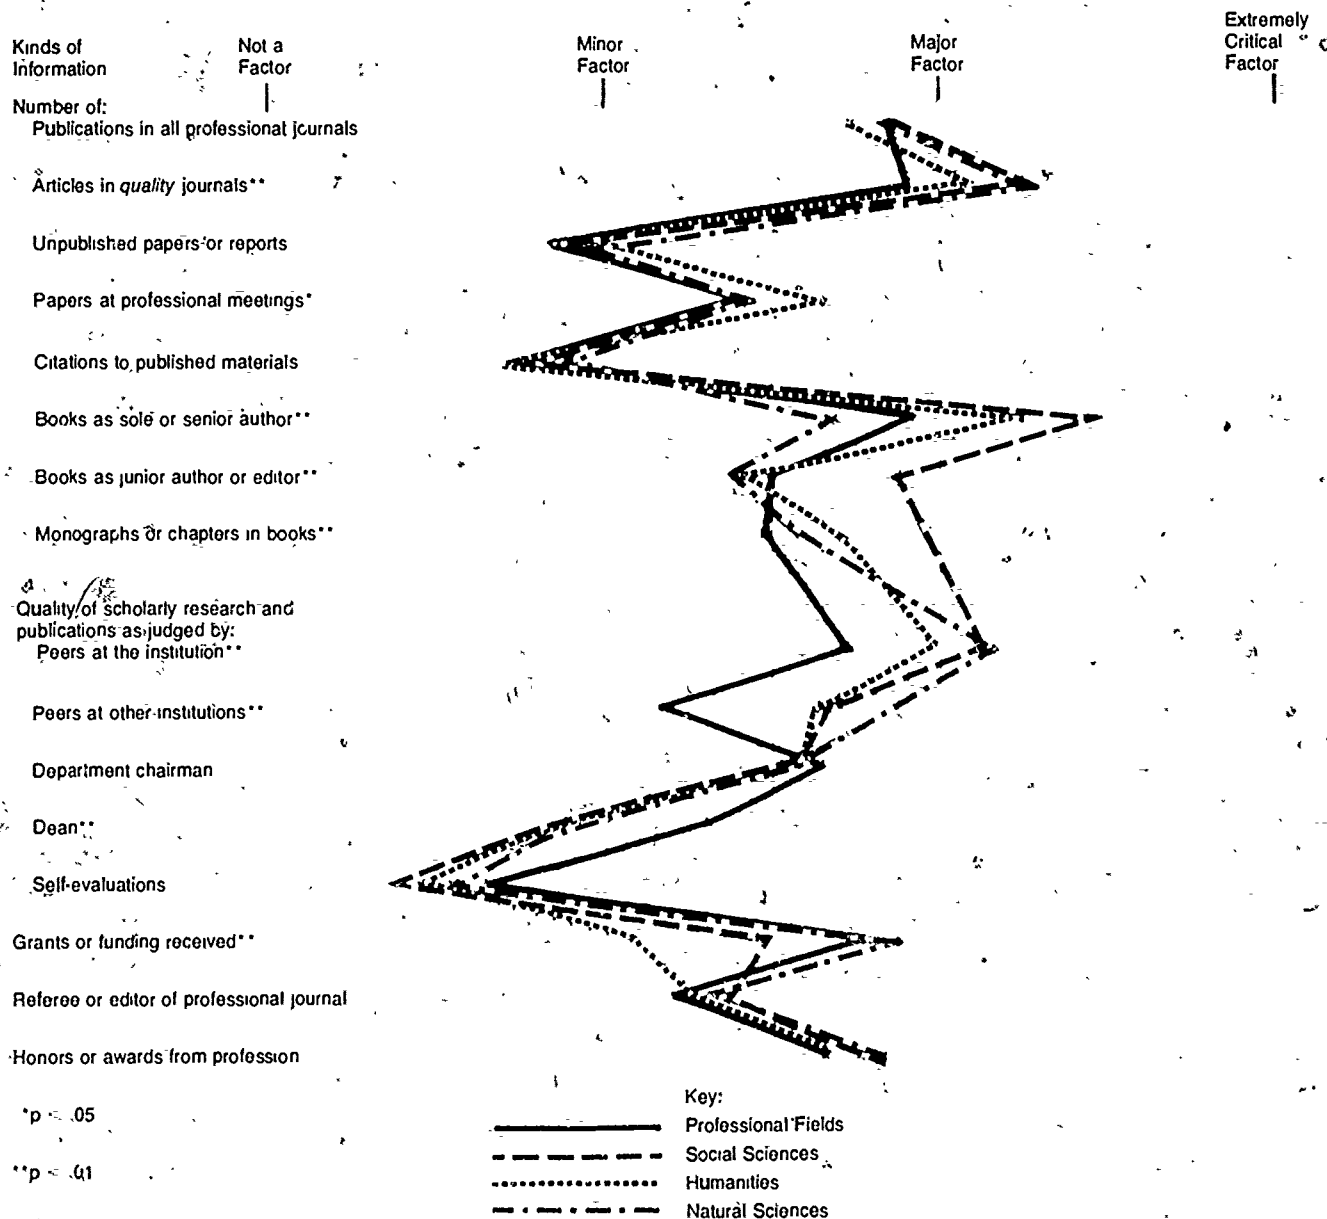 Kinds of
Information
Not a
Factor
Minor
Factor
Major
Factor
Extremely
Critical
Factor
Number of:
Publications in all professional journals
Articles in quality journals**
Unpublished papers or reports
Papers at professional meetings*
Citations to published materials
Books as sole or senior author**
Books as junior author or editor**
Monographs or chapters in books**
Quality of scholarly research and
publications as judged by:
Peers at the institution**
Peers at other institutions**
Department chairman
Dean**
Self-evaluations
Grants or funding received**
Referee or editor of professional journal
Honors or awards from profession
*p < .05
**p < .01
Key:
Professional Fields
Social Sciences
Humanities
Natural Sciences